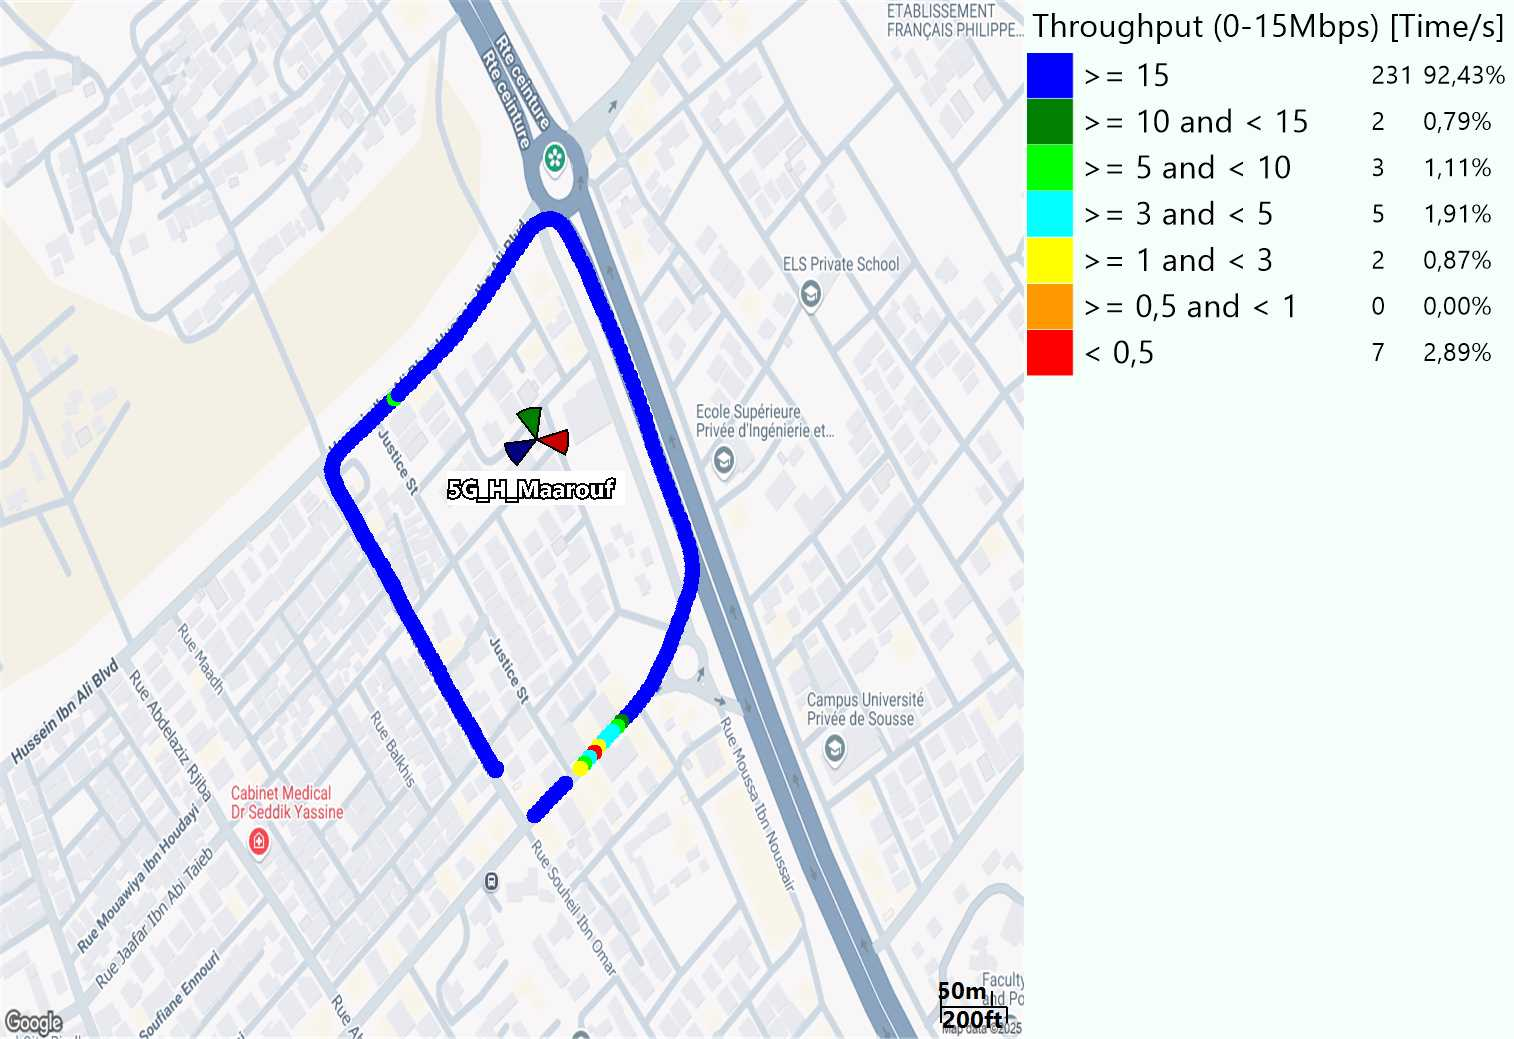 ETABLISSEMENT
FRANÇAIS PHILIPPE...
Rte ceinture
Rte ceinture
ELS Private School
Ecole Supérieure
Privée d'Ingénierie et...
Justice St
5G_H_Maarouf
Justice St
Rue Maadh
Hussein Ibn Ali Blvd
Rue Abdelaziz Rjiba
Rue Balkhis
Campus Université
Privée de Sousse
Rue Moussa Ibn Noussair
Cabinet Medical
Dr Seddik Yassine
Rue Mouawiya Ibn Houdayj
Rue Jaafar Ibn Abi Taieb
Rue Souheil Ibn Omar
Soufiane Ennouri
Faculty
and Po
50m
200ft
Map data ©2025
Google
Throughput (0-15Mbps) [Time/s]
>= 15 231 92,43%
>= 10 and < 15 2 0,79%
>= 5 and < 10 3 1,11%
>= 3 and < 5 5 1,91%
>= 1 and < 3 2 0,87%
>= 0,5 and < 1 0 0,00%
< 0,5 7 2,89%